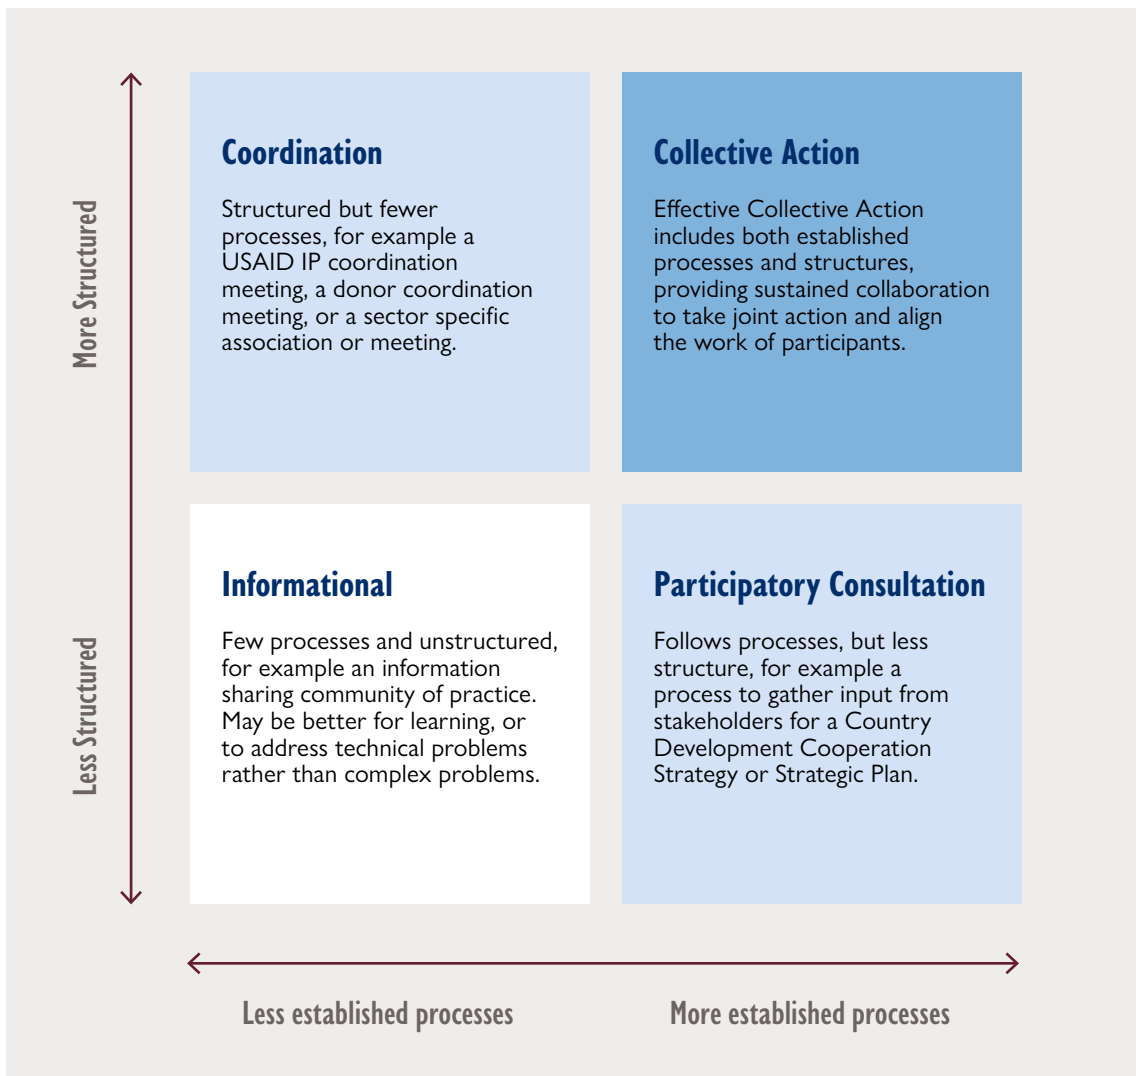 More Structured
Coordination
Structured but fewer
processes, for example a
USAID IP coordination
meeting, a donor coordination
meeting, or a sector specific
association or meeting.
Collective Action
Effective Collective Action
includes both established
processes and structures,
providing sustained collaboration
to take joint action and align
the work of participants.
Less Structured
Informational
Few processes and unstructured,
for example an information
sharing community of practice.
May be better for learning, or
to address technical problems
rather than complex problems.
Participatory Consultation
Follows processes, but less
structure, for example a
process to gather input from
stakeholders for a Country
Development Cooperation
Strategy or Strategic Plan.
Less established processes
More established processes